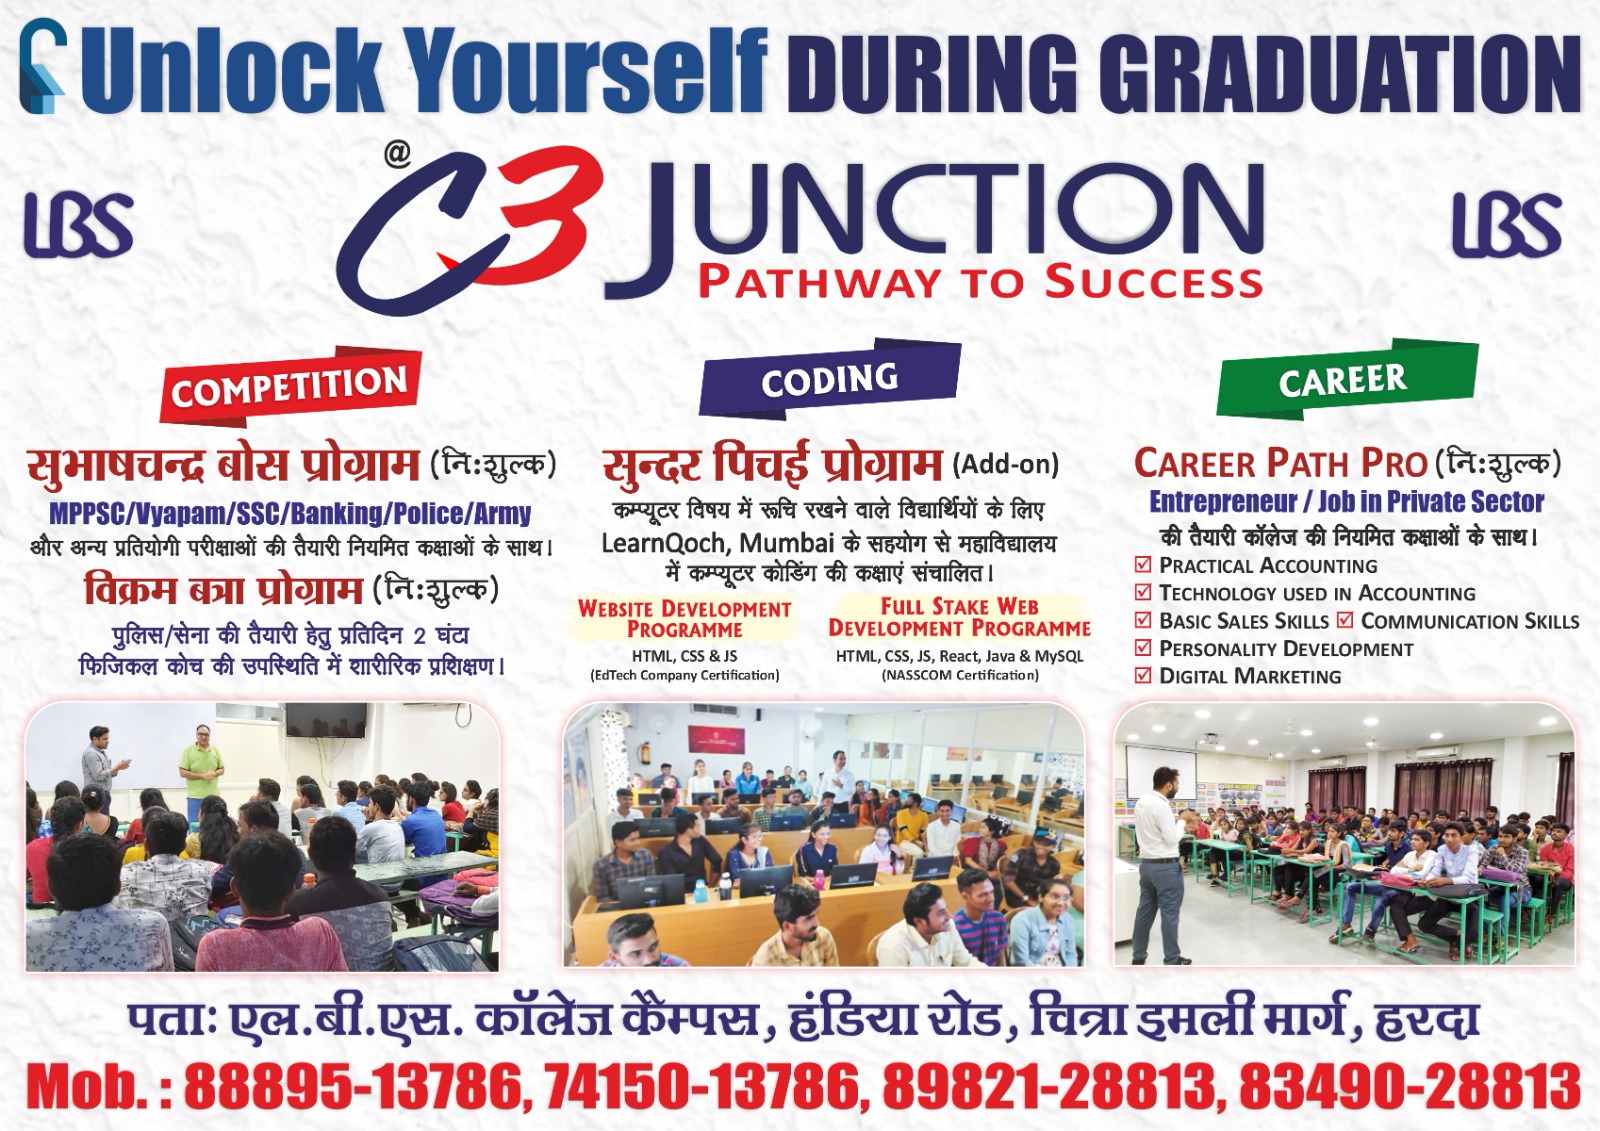 Unlock Yourself DURING GRADUATION
@
C3 JUNCTION
PATHWAY TO SUCCESS
LBS
LBS
COMPETITION
सुभाषचन्द्र बोस प्रोग्राम (नि:शुल्क)
MPPSC/Vyapam/SSC/Banking/Police/Army
और अन्य प्रतियोगी परीक्षाओं की तैयारी नियमित कक्षाओं के साथ।
विक्रम बत्रा प्रोग्राम (नि:शुल्क)
पुलिस/सेना की तैयारी हेतु प्रतिदिन 2 घंटा
फिजिकल कोच की उपस्थिति में शारीरिक प्रशिक्षण।
CODING
सुन्दर पिचई प्रोग्राम (Add-on)
कम्प्यूटर विषय में रूचि रखने वाले विद्यार्थियों के लिए
LearnQoch, Mumbai के सहयोग से महाविद्यालय
में कम्प्यूटर कोडिंग की कक्षाएं संचालित।
WEBSITE DEVELOPMENT
PROGRAMME
HTML, CSS & JS
(EdTech Company Certification)
FULL STAKE WEB
DEVELOPMENT PROGRAMME
HTML, CSS, JS, React, Java & MySQL
(NASSCOM Certification)
CAREER
CAREER PATH PRO (नि:शुल्क)
Entrepreneur / Job in Private Sector
की तैयारी कॉलेज की नियमित कक्षाओं के साथ।
PRACTICAL ACCOUNTING
TECHNOLOGY USED IN ACCOUNTING
BASIC SALES SKILLS COMMUNICATION SKILLS
PERSONALITY DEVELOPMENT
DIGITAL MARKETING
पता: एल.बी.एस. कॉलेज कैम्पस, हंडिया रोड, चित्रा इमली मार्ग, हरदा
Mob. : 88895-13786, 74150-13786, 89821-28813, 83490-28813